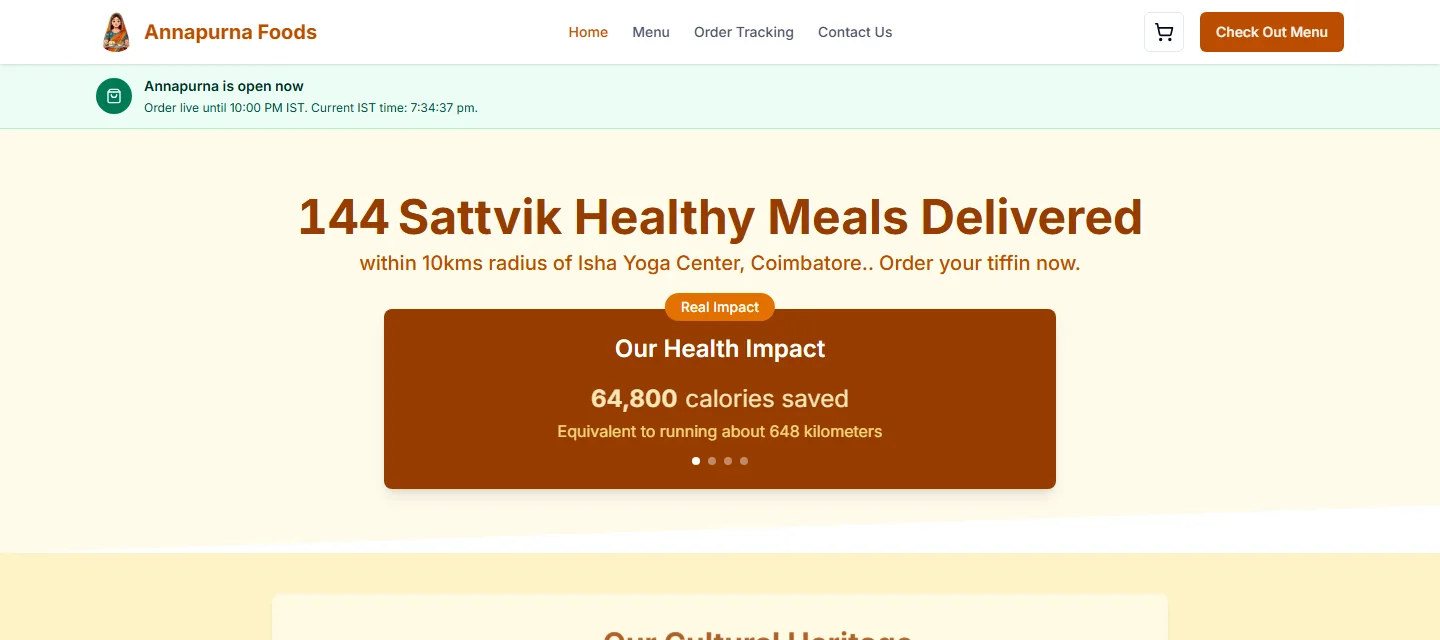 Annapurna Foods
Home
Menu
Order Tracking
Contact Us
Check Out Menu
Annapurna is open now
Order live until 10:00 PM IST. Current IST time: 7:34:37 pm.
144 Sattvik Healthy Meals Delivered
within 10kms radius of Isha Yoga Center, Coimbatore.. Order your tiffin now.
Real Impact
Our Health Impact
64,800 calories saved
Equivalent to running about 648 kilometers
Our Cultural Heritage